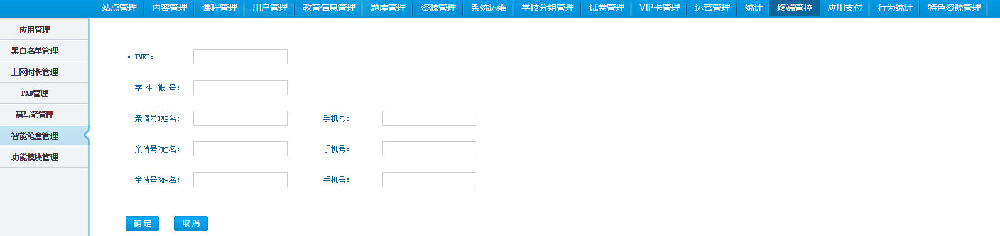 站点管理 内容管理 课程管理 用户管理 教育信息管理 题库管理 资源管理 系统运维 学校分组管理 试卷管理 VIP卡管理 运营管理 统计 终端管控 应用支付 行为统计 特色资源管理
应用管理
黑白名单管理
上网时长管理
PAD管理
慧写笔管理
智能笔盒管理
功能模块管理
* IMEI：
学 生 帐 号：
亲情号1姓名： 手机号：
亲情号2姓名： 手机号：
亲情号3姓名： 手机号：
确 定 取 消